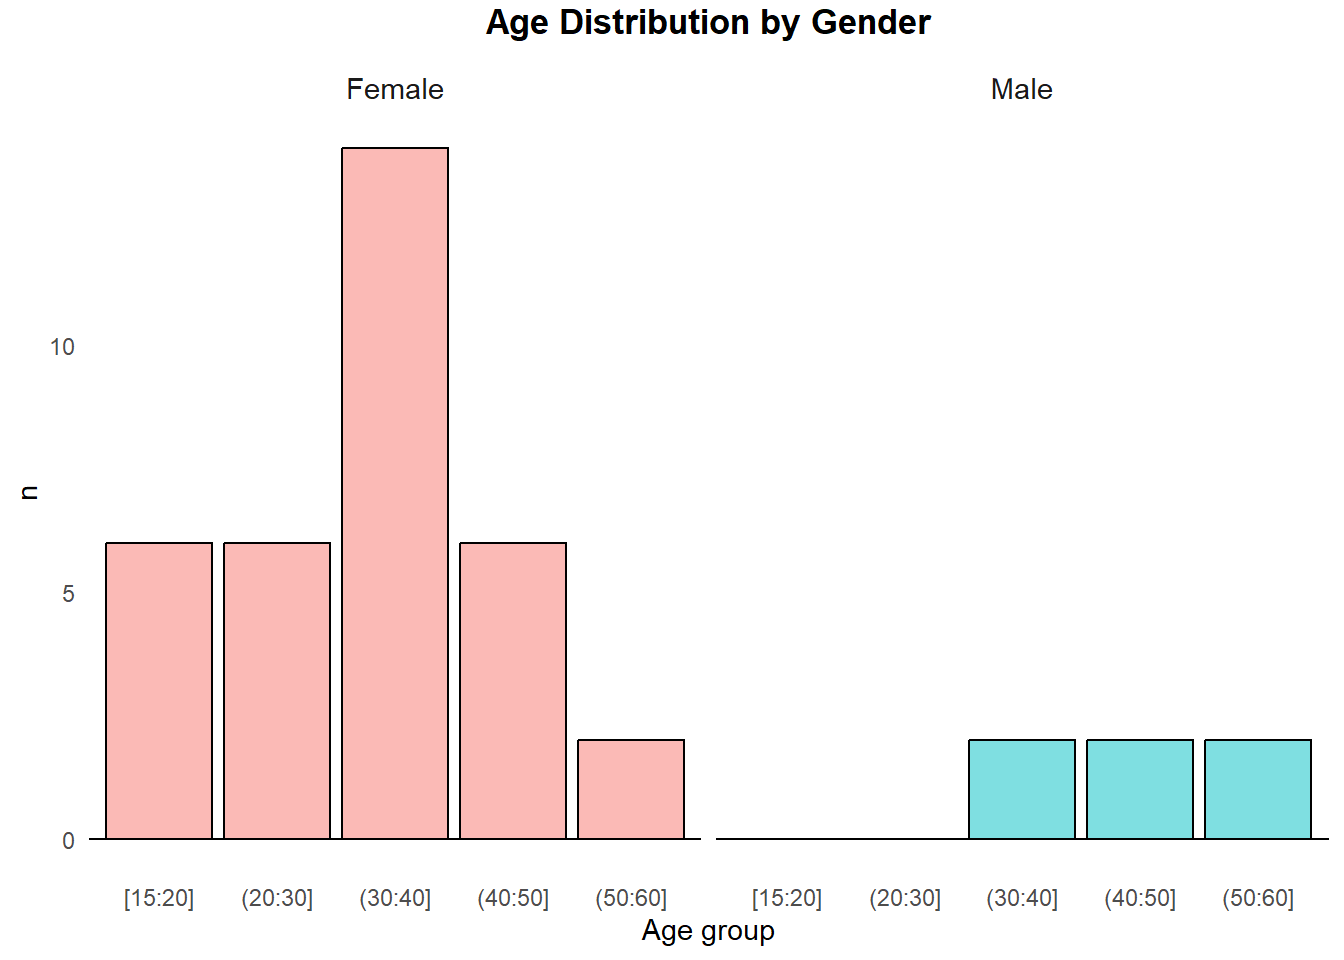 Age Distribution by Gender
Female
Male
10
5
0
n
[15:20] (20:30] (30:40] (40:50] (50:60]
[15:20] (20:30] (30:40] (40:50] (50:60]
Age group